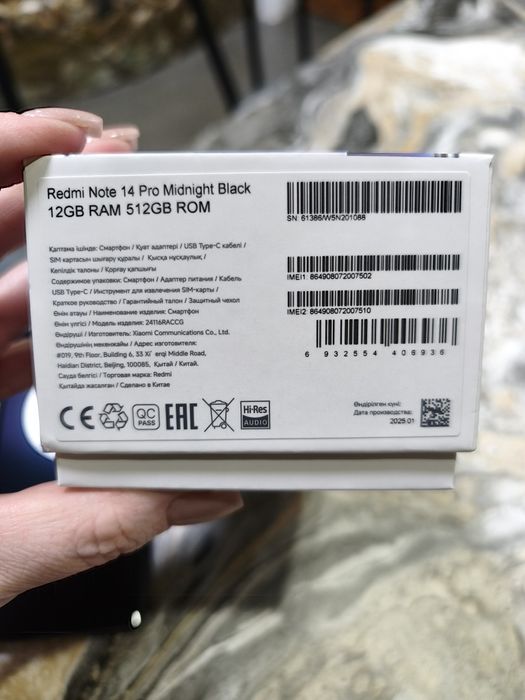 Redmi Note 14 Pro Midnight Black
12GB RAM 512GB ROM
SN: 61386/W5N201088
IMEI1: 864908072007502
IMEI2: 864908072007510
6 932554 406936
Қаптама ішінде: Смартфон / Қуат адаптері / USB Type-C кабелі /
SIM картасын шығару құралы / Қысқа нұсқаулық /
Кепілдік талоны / Қорғау қапшығы
Содержимое упаковки: Смартфон / Адаптер питания / Кабель
USB Type-C / Инструмент для извлечения SIM-карты /
Краткое руководство / Гарантийный талон / Защитный чехол
Өнім атауы / Наименование изделия: Смартфон
Өнім үлгісі / Модель изделия: 24116RACCG
Өндіруші / Изготовитель: Xiaomi Communications Co., Ltd.
Өндірушінің мекенжайы / Адрес изготовителя:
#019, 9th Floor, Building 6, 33 Xi' erqi Middle Road,
Haidian District, Beijing, 100085, Қытай / Китай.
Сауда белгісі / Торговая марка: Redmi
Қытайда жасалған / Сделано в Китае
CE
QC
PASS
EAC
Hi-Res
AUDIO
Өндірілген күні:
Дата производства:
2025.01